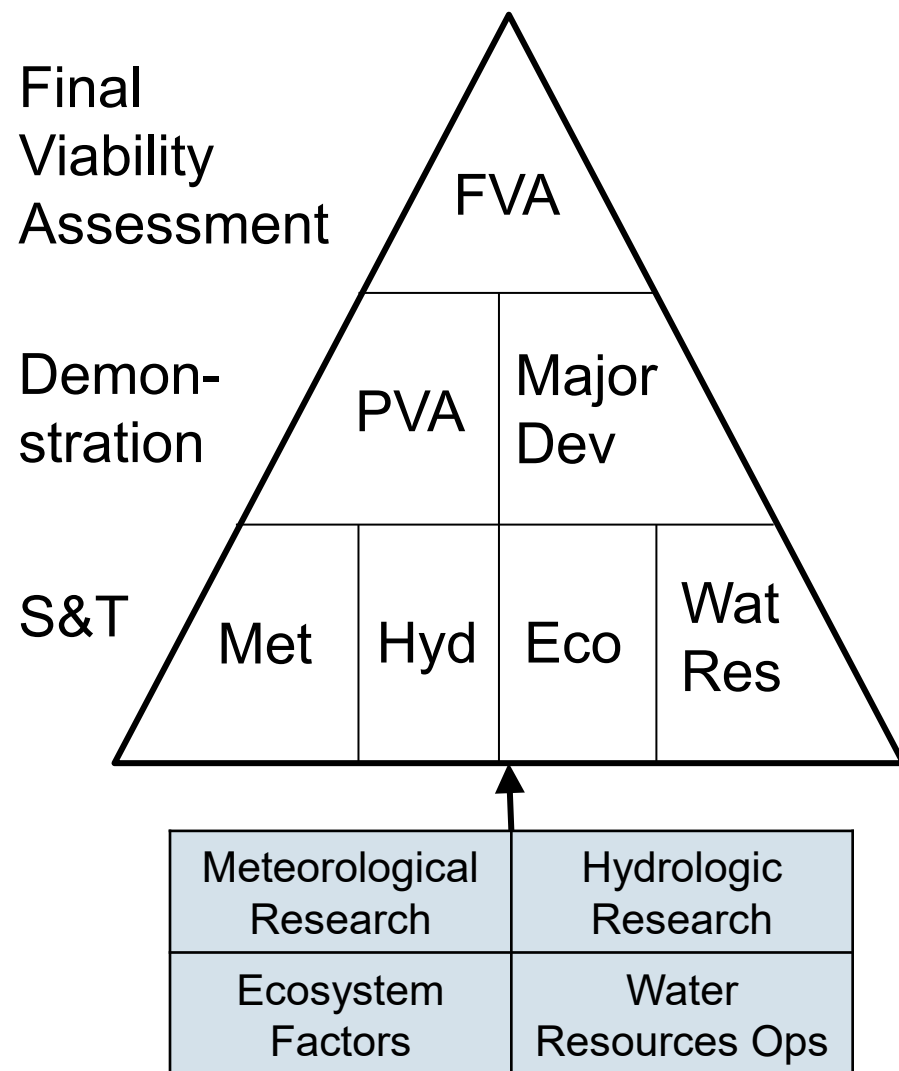 Final
Viability
Assessment
FVA
Demon-
stration
PVA
Major
Dev
S&T
Met
Hyd
Eco
Wat
Res
Meteorological
Research
Hydrologic
Research
Ecosystem
Factors
Water
Resources Ops